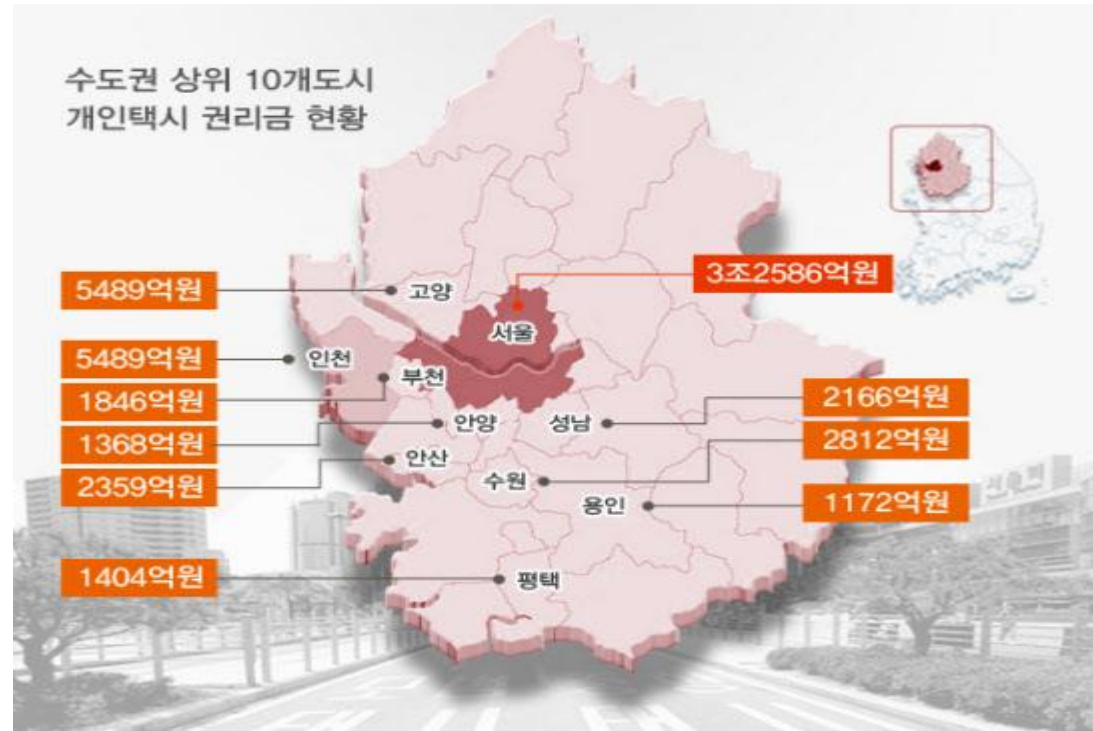 수도권 상위 10개도시
개인택시 권리금 현황
3조2586억원
5489억원
고양
서울
5489억원
인천
부천
1846억원
2166억원
1368억원
안양
성남
2812억원
2359억원
안산
수원
1172억원
용인
1404억원
평택